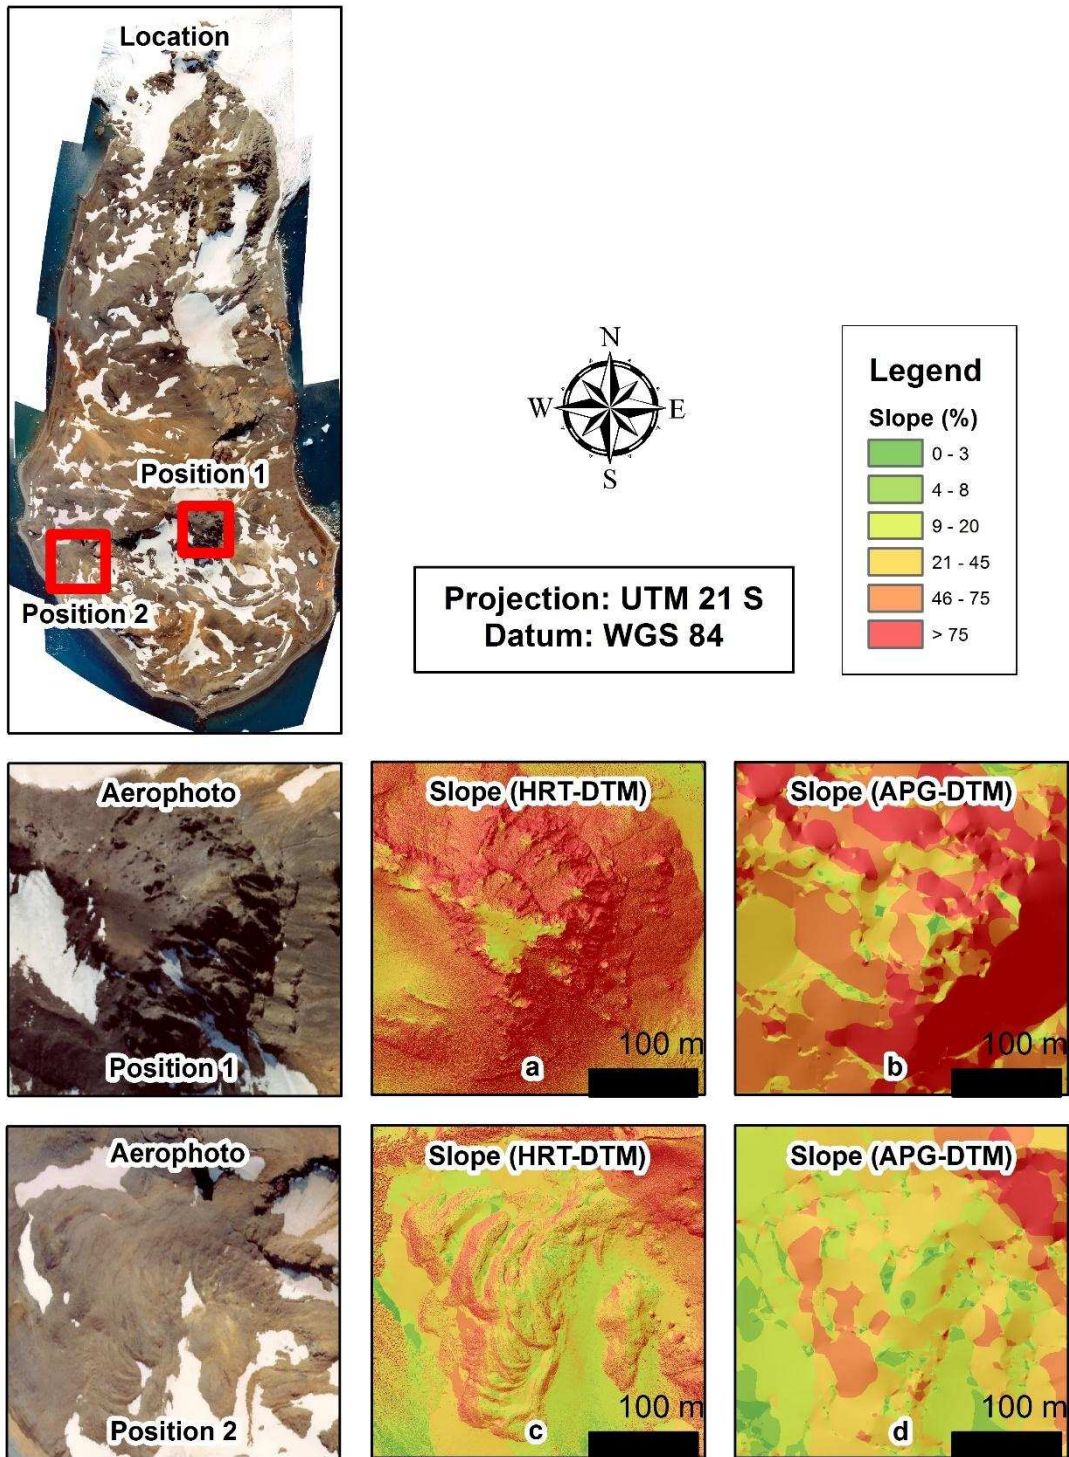 Location
Position 1
Position 2
N
W E
S
Projection: UTM 21 S
Datum: WGS 84
Legend
Slope (%)
0 - 3
4 - 8
9 - 20
21 - 45
46 - 75
> 75
Aerophoto
Position 1
Slope (HRT-DTM)
100 m
a
Slope (APG-DTM)
100 m
b
Aerophoto
Position 2
Slope (HRT-DTM)
100 m
c
Slope (APG-DTM)
100 m
d